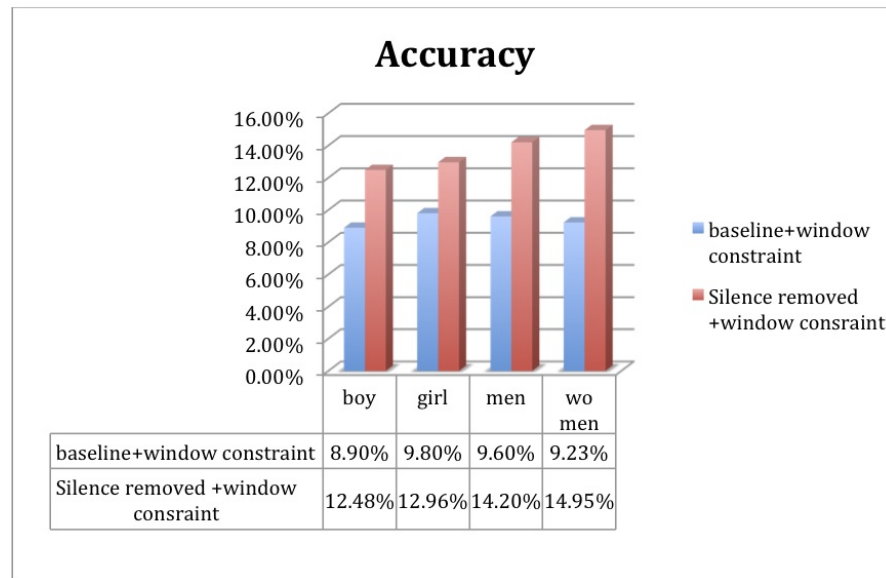 Accuracy
16.00%
14.00%
12.00%
10.00%
8.00%
6.00%
4.00%
2.00%
0.00%
baseline+window
constraint
Silence removed
+window consraint
boy girl men wo
men
baseline+window constraint 8.90% 9.80% 9.60% 9.23%
Silence removed +window
consraint 12.48% 12.96% 14.20% 14.95%